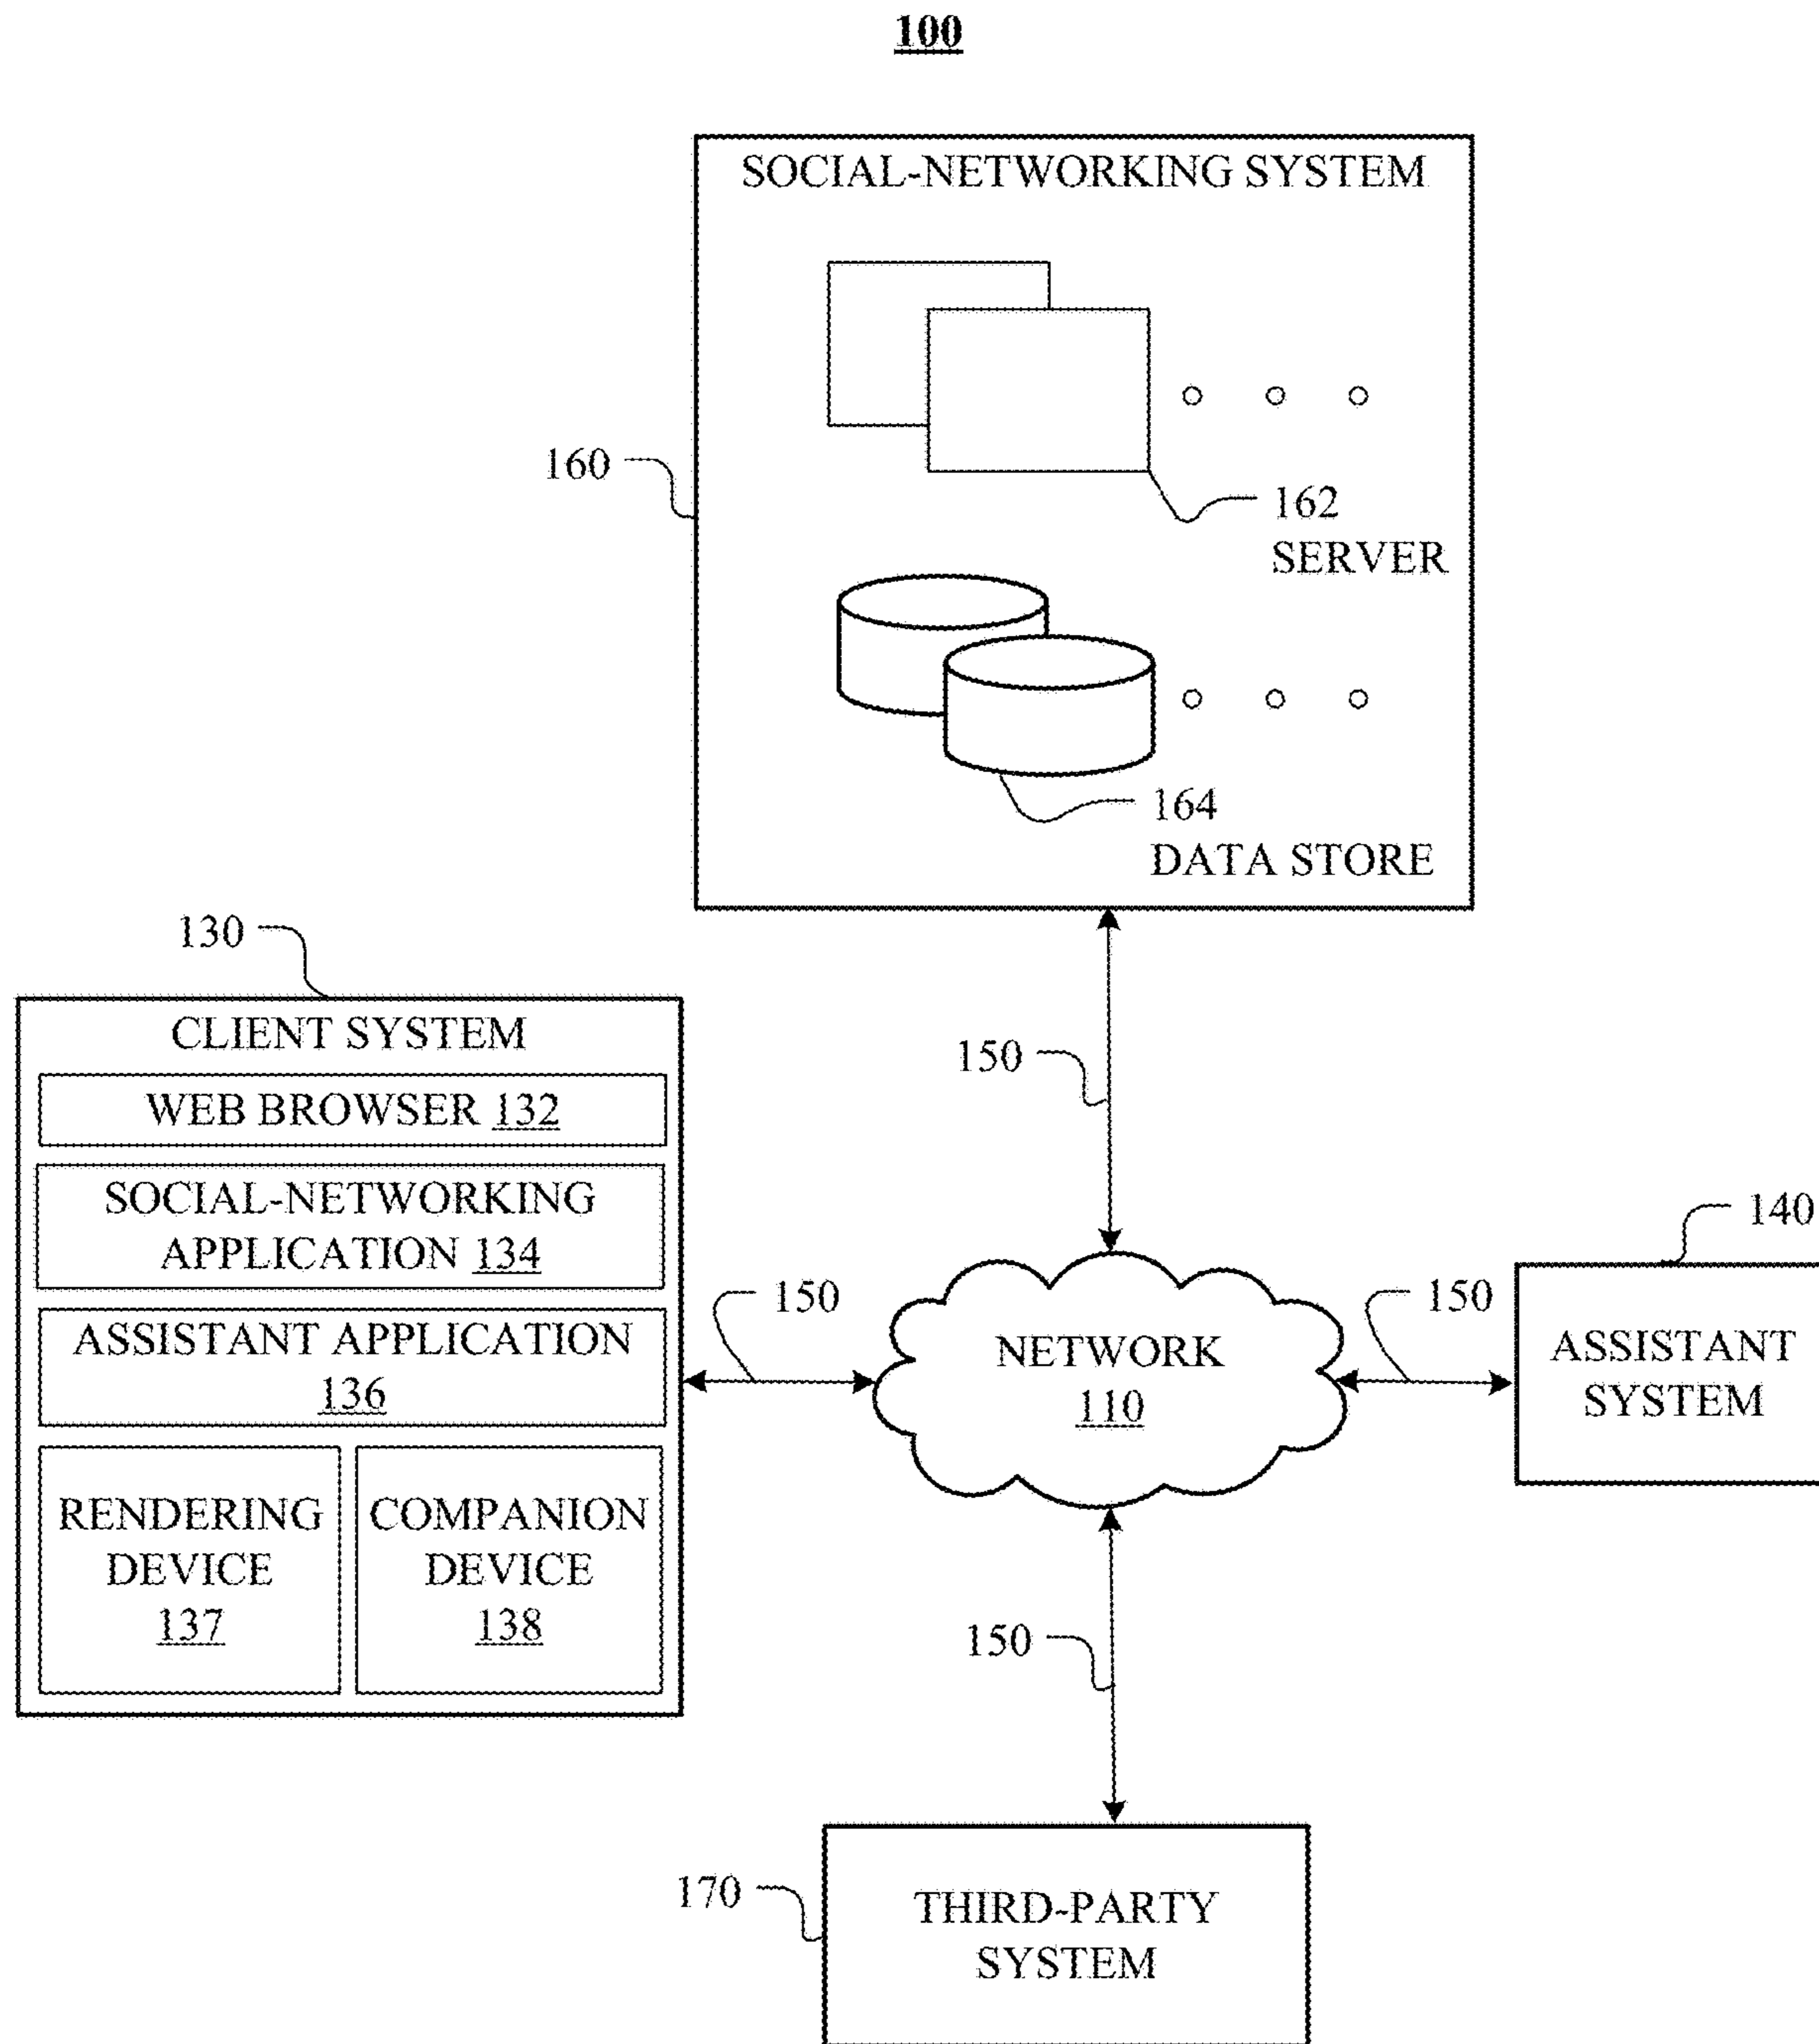 100
SOCIAL-NETWORKING SYSTEM
160
162
SERVER
164
DATA STORE
130
CLIENT SYSTEM
WEB BROWSER 132
SOCIAL-NETWORKING
APPLICATION 134
ASSISTANT APPLICATION
136
RENDERING
DEVICE
137
COMPANION
DEVICE
138
150
150
NETWORK
110
150
140
ASSISTANT
SYSTEM
150
170
THIRD-PARTY
SYSTEM